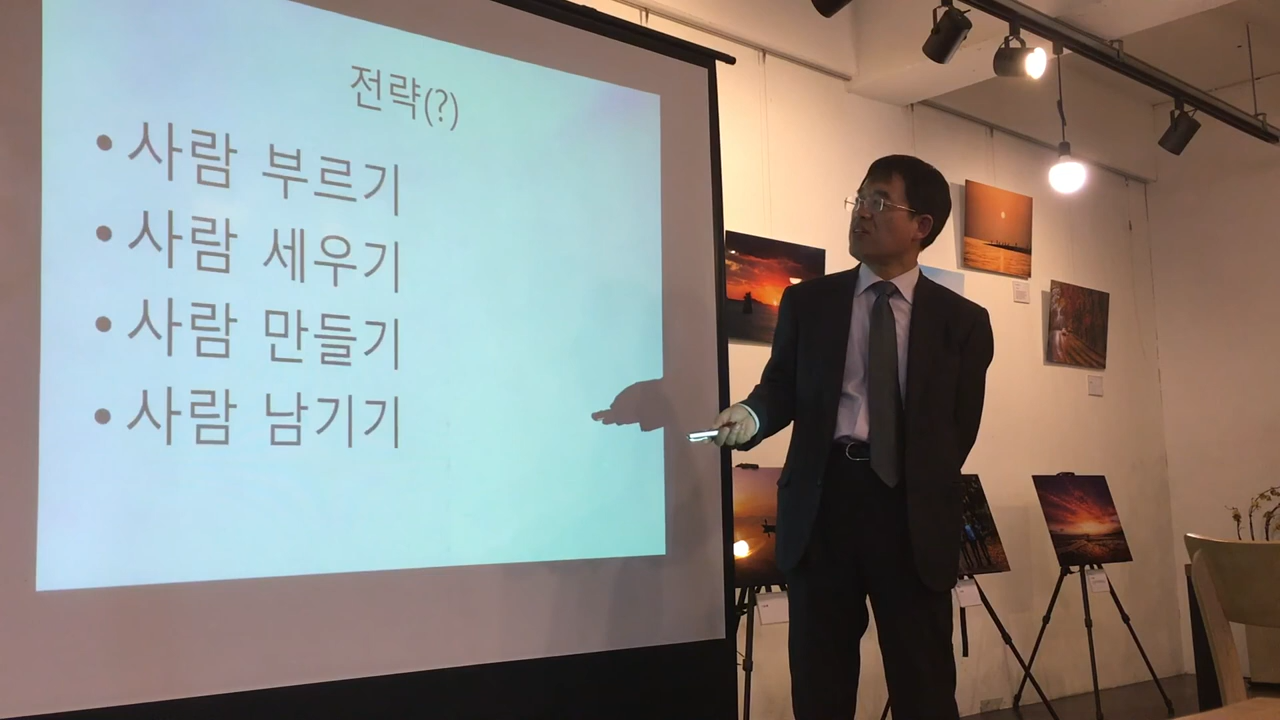 전략(?)
• 사람 부르기
• 사람 세우기
• 사람 만들기
• 사람 남기기